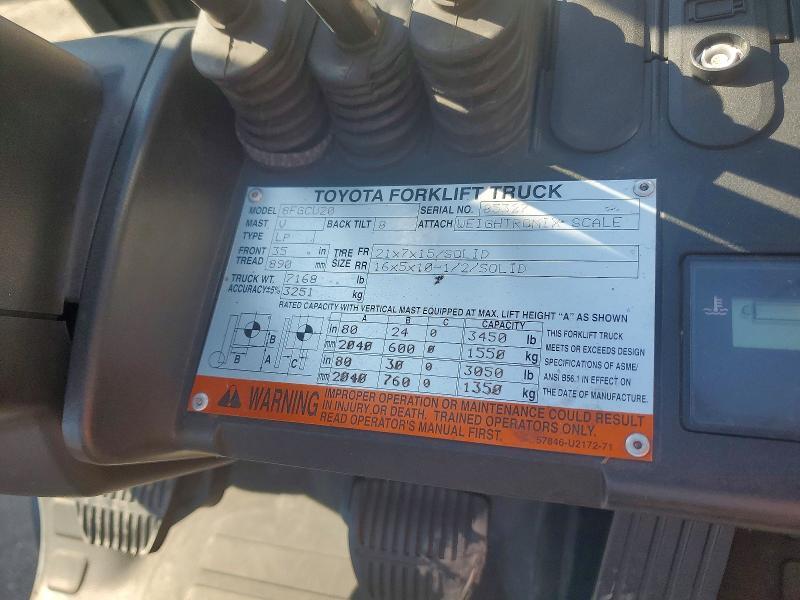 TOYOTA FORKLIFT TRUCK
MODEL 8FGCU20 SERIAL NO. 65327
MAST V BACK TILT 8 ATTACH WEIGHTRONIX SCALE
TYPE LP
FRONT 35 in TIRE FR 21x7x15/SOLID
TREAD 890 mm SIZE RR 16x5x10-1/2/SOLID
TRUCK WT. 7168 lb
ACCURACY±5% 3251 kg
RATED CAPACITY WITH VERTICAL MAST EQUIPPED AT MAX. LIFT HEIGHT "A" AS SHOWN
A B C CAPACITY
in 80 24 0 3450 lb
mm 2040 600 0 1550 kg
in 80 30 0 3050 lb
mm 2040 760 0 1350 kg
B A C B
THIS FORKLIFT TRUCK
MEETS OR EXCEEDS DESIGN
SPECIFICATIONS OF ASME/
ANSI B56.1 IN EFFECT ON
THE DATE OF MANUFACTURE.
WARNING
IMPROPER OPERATION OR MAINTENANCE COULD RESULT
IN INJURY OR DEATH. TRAINED OPERATORS ONLY.
READ OPERATOR'S MANUAL FIRST.
57846-U2172-71